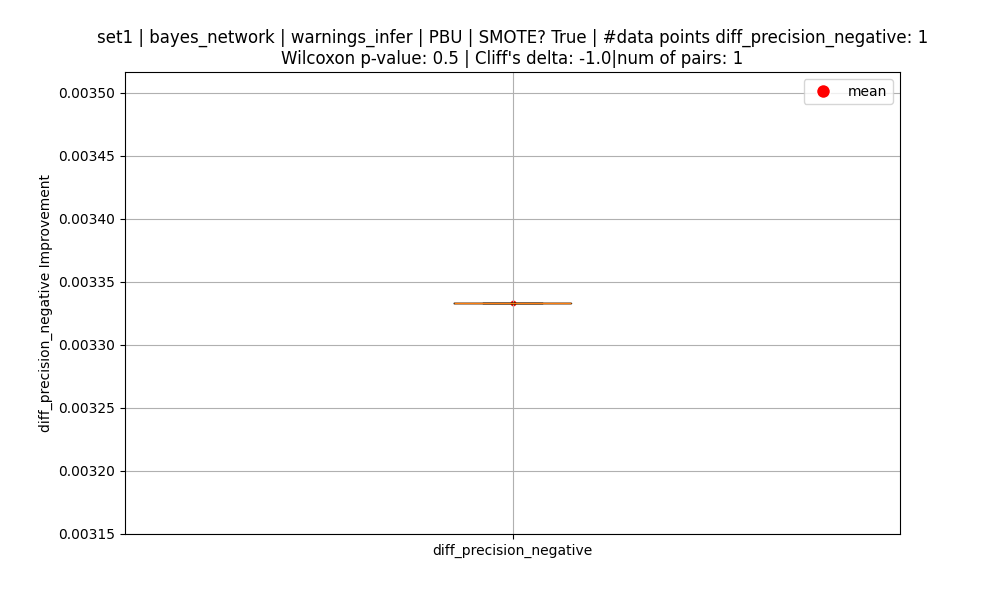 set1 | bayes_network | warnings_infer | PBU | SMOTE? True | #data points diff_precision_negative: 1
Wilcoxon p-value: 0.5 | Cliff's delta: -1.0|num of pairs: 1
mean
0.00350
0.00345
0.00340
0.00335
0.00330
0.00325
0.00320
0.00315
diff_precision_negative Improvement
diff_precision_negative